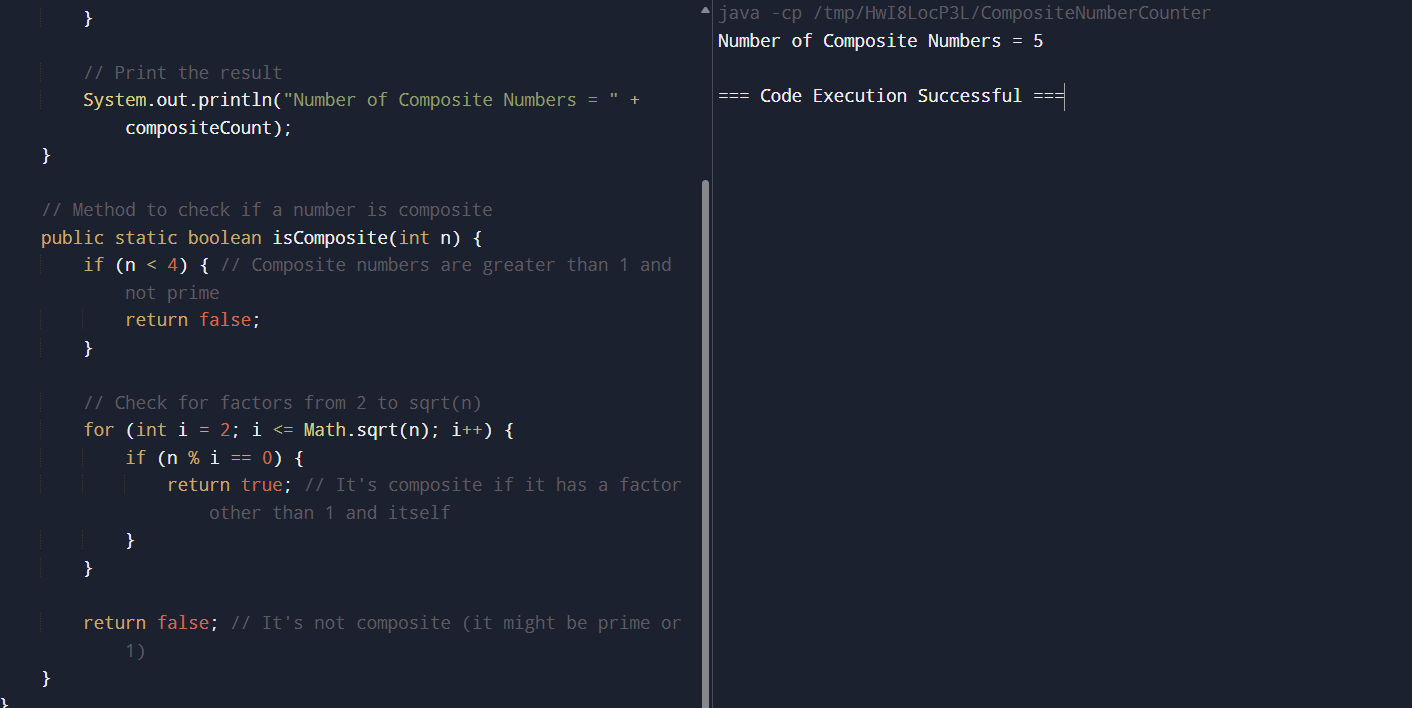 }
// Print the result
System.out.println("Number of Composite Numbers = " +
compositeCount);
}
// Method to check if a number is composite
public static boolean isComposite(int n) {
if (n < 4) { // Composite numbers are greater than 1 and
not prime
return false;
}
// Check for factors from 2 to sqrt(n)
for (int i = 2; i <= Math.sqrt(n); i++) {
if (n % i == 0) {
return true; // It's composite if it has a factor
other than 1 and itself
}
}
return false; // It's not composite (it might be prime or
1)
}
}
java -cp /tmp/HwI8LocP3L/CompositeNumberCounter
Number of Composite Numbers = 5
=== Code Execution Successful ===